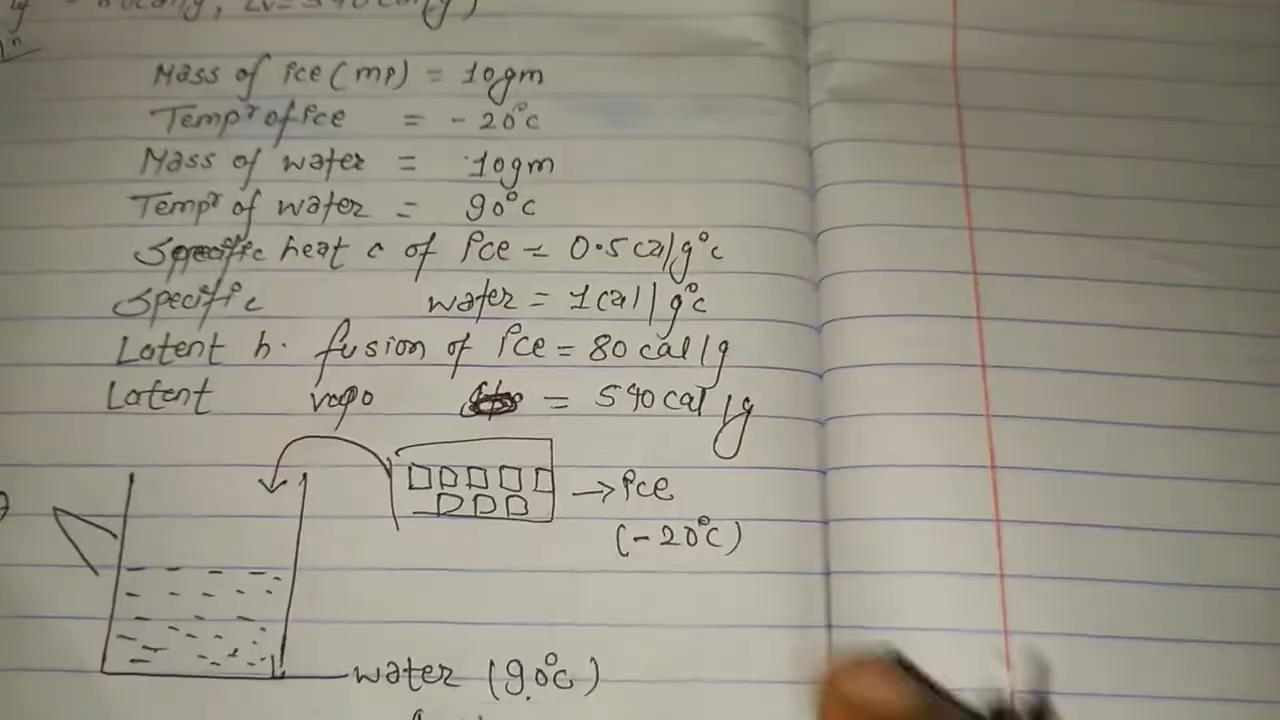 Mass of ice (mi) = 10gm
Tempr of ice = - 20°c
Mass of water = 10gm
Tempr of water = 90°c
Specific heat c of ice = 0.5 cal/g°c
Specific water = 1 cal/g°c
Latent h. fusion of ice = 80 cal/g
Latent vapo = 540 cal/g
→ ice
(-20°c)
water (90°c)